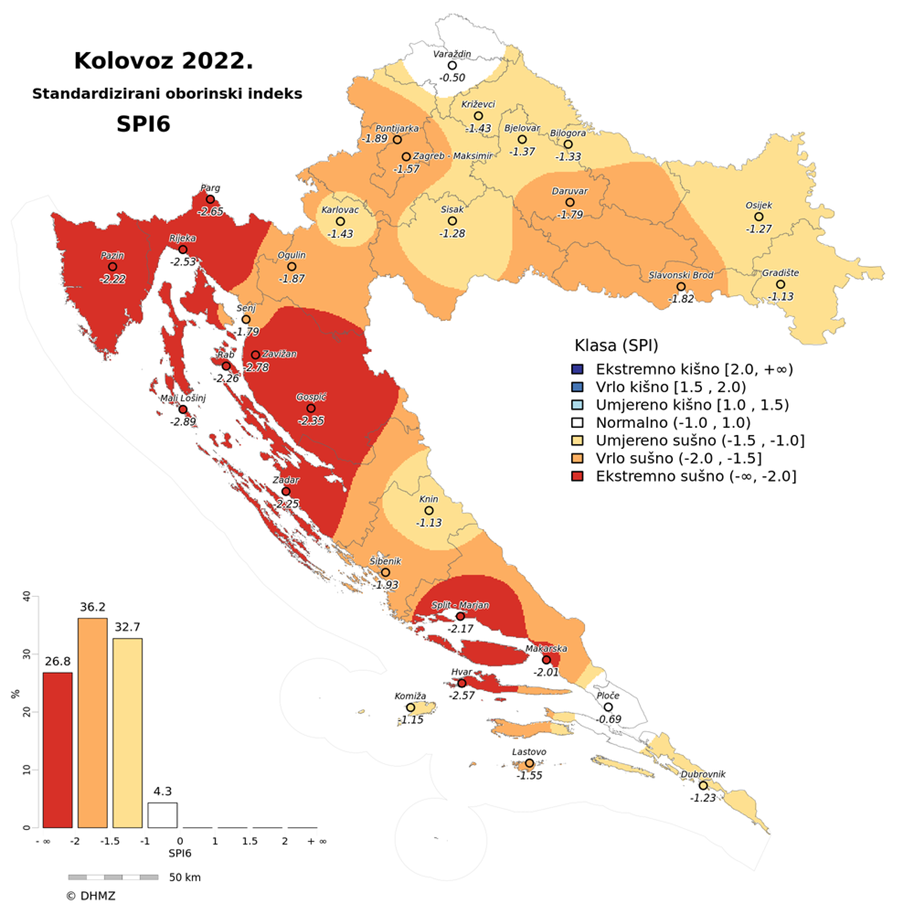 Kolovoz 2022.
Standardizirani oborinski indeks
SPI6
Varaždin
-0.50
Križevci
-1.43
Puntijarka
-1.89
Bjelovar
-1.37
Bilogora
-1.33
Zagreb - Maksimir
-1.57
Parg
-2.65
Daruvar
-1.79
Karlovac
-1.43
Sisak
-1.28
Osijek
-1.27
Rijeka
-2.53
Pazin
-2.22
Ogulin
-1.87
Slavonski Brod
-1.82
Gradište
-1.13
Senj
-1.79
Rab
-2.26
Zavižan
-2.78
Mali Lošinj
-2.89
Gospić
-2.35
Klasa (SPI)
Ekstremno kišno [2.0, +∞)
Vrlo kišno [1.5 , 2.0)
Umjereno kišno [1.0 , 1.5)
Normalno (-1.0 , 1.0)
Umjereno sušno (-1.5 , -1.0]
Vrlo sušno (-2.0 , -1.5]
Ekstremno sušno (-∞, -2.0]
Zadar
-2.25
Knin
-1.13
Šibenik
-1.93
Split - Marjan
-2.17
Makarska
-2.01
Hvar
-2.57
Komiža
-1.15
Ploče
-0.69
Lastovo
-1.55
Dubrovnik
-1.23
40
30
20
10
0
%
26.8
36.2
32.7
4.3
- ∞ -2 -1.5 -1 0 1 1.5 2 + ∞
SPI6
50 km
© DHMZ